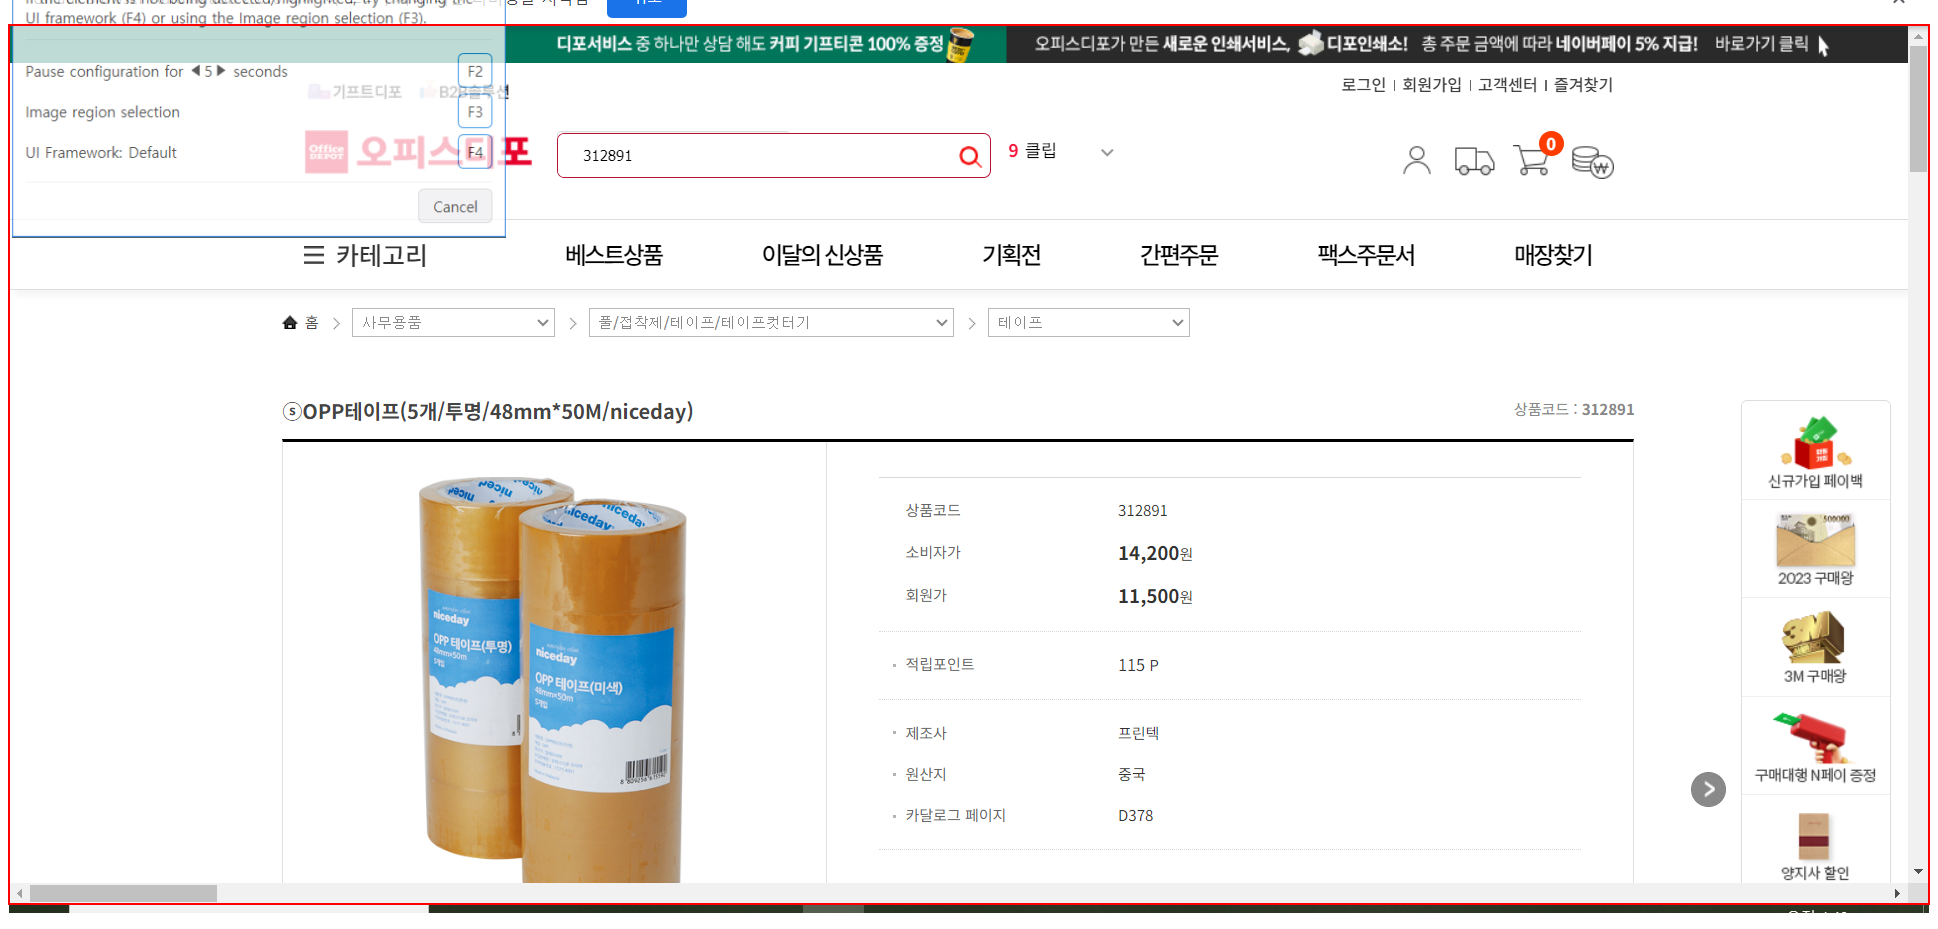 UI framework (F4) or using the Image region selection (F3).
디포서비스 중 하나만 상담 해도 커피 기프티콘 100% 증정
오피스디포가 만든 새로운 인쇄서비스, 디포인쇄소! 총 주문 금액에 따라 네이버페이 5% 지급! 바로가기 클릭
Pause configuration for 5 seconds F2
로그인 회원가입 고객센터 즐겨찾기
기프트디포 B2B솔루션
Image region selection F3
UI Framework: Default F4
Office DEPOT 오피스디포
312891
9 클립
0
Cancel
카테고리 베스트상품 이달의 신상품 기획전 간편주문 팩스주문서 매장찾기
홈 사무용품 풀/접착제/테이프/테이프컷터기 테이프
ⓢOPP테이프(5개/투명/48mm*50M/niceday)
상품코드 : 312891
상품코드 312891
소비자가 14,200원
회원가 11,500원
적립포인트 115 P
제조사 프린텍
원산지 중국
카달로그 페이지 D378
niceday
OPP 테이프(투명)
48mm×50m
5개입
niceday
OPP 테이프(미색)
48mm×50m
5개입
신규가입 페이백
2023 구매왕
3M
3M 구매왕
구매대행 N페이 증정
양지사 할인